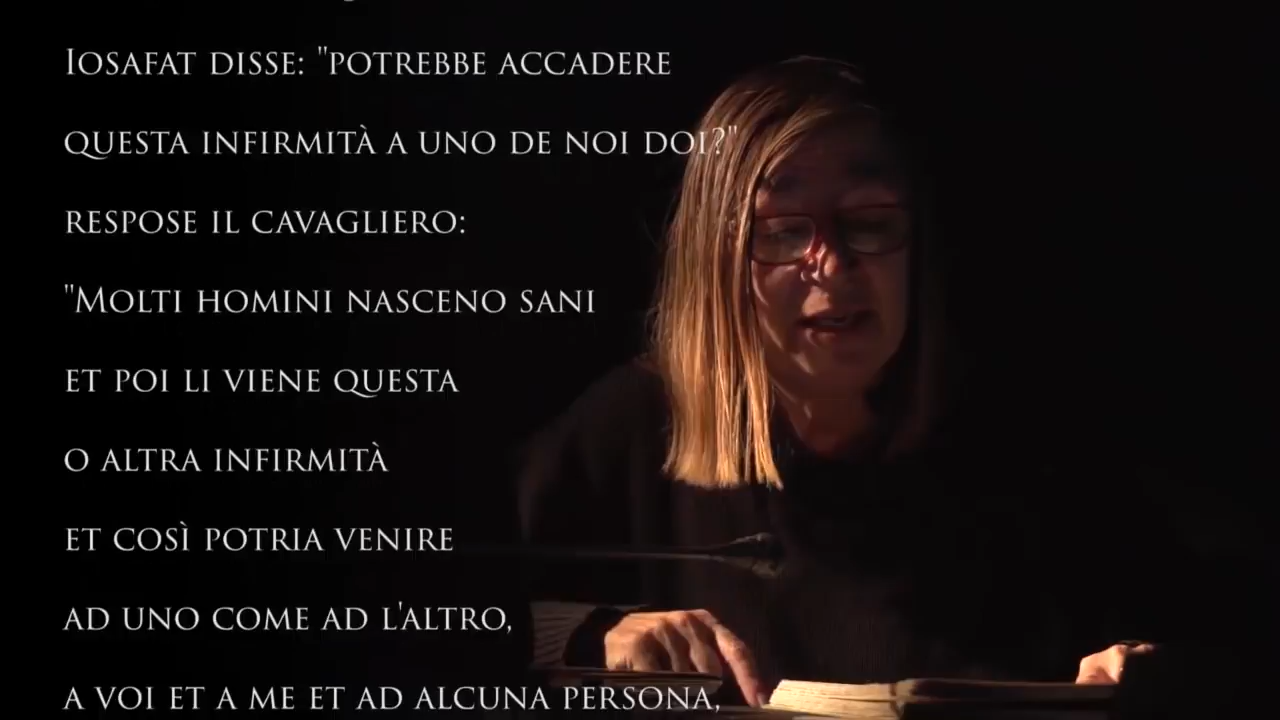 Iosafat disse: "potrebbe accadere
questa infirmità a uno de noi doi?"
respose il cavagliero:
"Molti homini nasceno sani
et poi li viene questa
o altra infirmità
et così potria venire
ad uno come ad l'altro,
a voi et a me et ad alcuna persona,